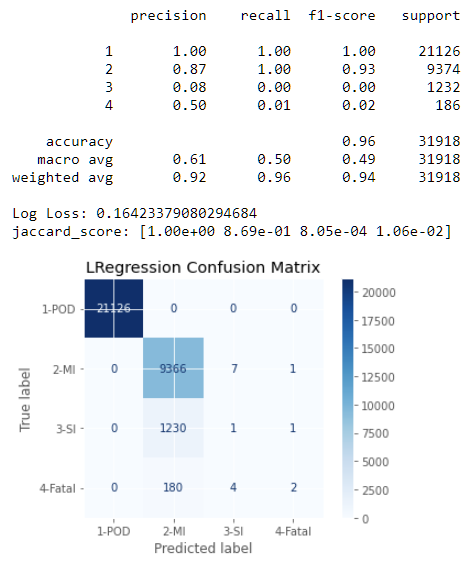 precision recall f1-score support
1 1.00 1.00 1.00 21126
2 0.87 1.00 0.93 9374
3 0.08 0.00 0.00 1232
4 0.50 0.01 0.02 186
accuracy 0.96 31918
macro avg 0.61 0.50 0.49 31918
weighted avg 0.92 0.96 0.94 31918
Log Loss: 0.16423379080294684
jaccard_score: [1.00e+00 8.69e-01 8.05e-04 1.06e-02]
LRegression Confusion Matrix
1-POD 21126 0 0 0
2-MI 0 9366 7 1
3-SI 0 1230 1 1
4-Fatal 0 180 4 2
1-POD 2-MI 3-SI 4-Fatal
Predicted label
True label
20000
17500
15000
12500
10000
7500
5000
2500
0